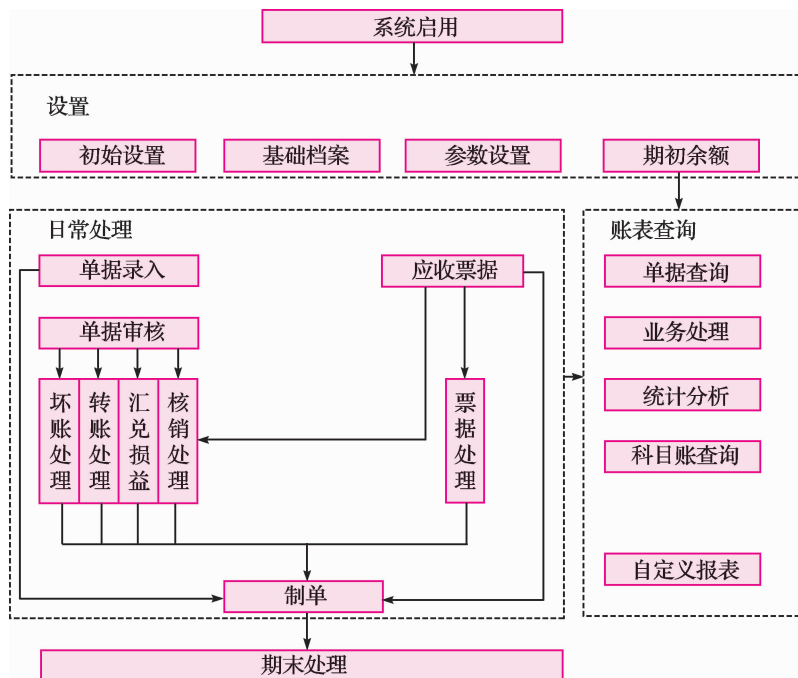 系统启用
设置
初始设置
基础档案
参数设置
期初余额
日常处理
单据录入
应收票据
单据审核
坏账处理
转账处理
汇兑损益
核销处理
票据处理
制单
账表查询
单据查询
业务处理
统计分析
科目账查询
自定义报表
期末处理